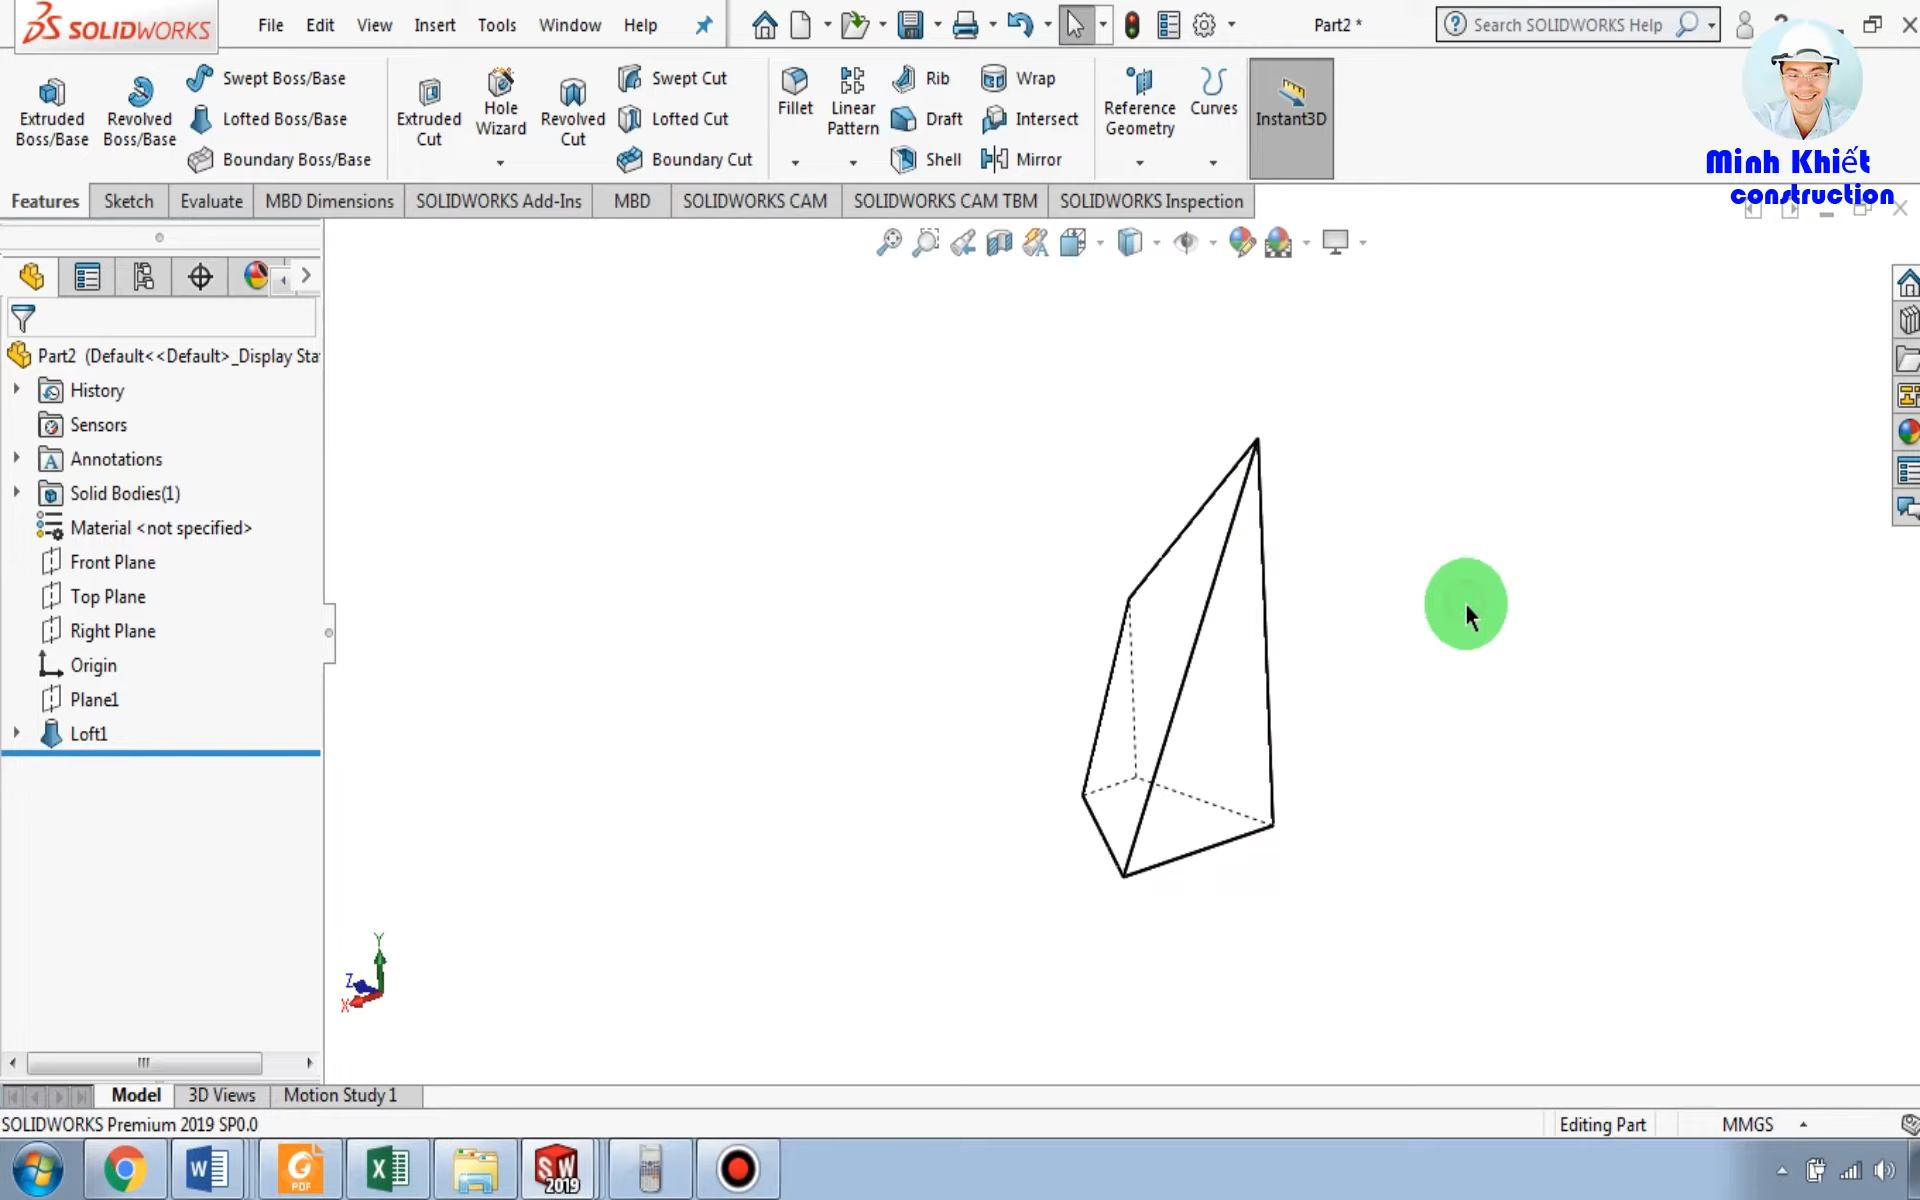 SOLIDWORKS File Edit View Insert Tools Window Help Part2 * Search SOLIDWORKS Help
Extruded Boss/Base
Revolved Boss/Base
Swept Boss/Base
Lofted Boss/Base
Boundary Boss/Base
Extruded Cut
Hole Wizard
Revolved Cut
Swept Cut
Lofted Cut
Boundary Cut
Fillet
Linear Pattern
Rib
Draft
Shell
Wrap
Intersect
Mirror
Reference Geometry
Curves
Instant3D
Minh Khiết
construction
Features Sketch Evaluate MBD Dimensions SOLIDWORKS Add-Ins MBD SOLIDWORKS CAM SOLIDWORKS CAM TBM SOLIDWORKS Inspection
Part2 (Default<<Default>_Display Sta
History
Sensors
Annotations
Solid Bodies(1)
Material <not specified>
Front Plane
Top Plane
Right Plane
Origin
Plane1
Loft1
Y
Z
X
Model 3D Views Motion Study 1
SOLIDWORKS Premium 2019 SP0.0 Editing Part MMGS
W
PDF
X
SW
2019